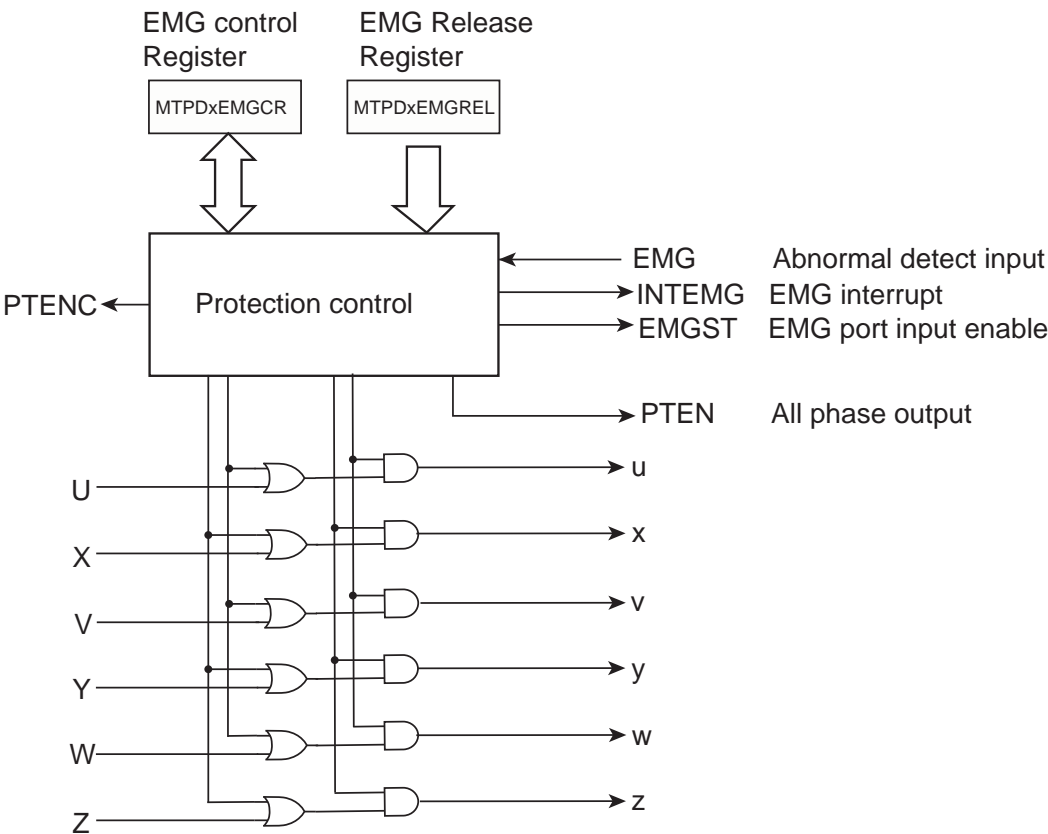 EMG control
Register
EMG Release
Register
MTPDxEMGCR
MTPDxEMGREL
PTENC
Protection control
EMG Abnormal detect input
INTEMG EMG interrupt
EMGST EMG port input enable
PTEN All phase output
U u
X x
V v
Y y
W w
Z z